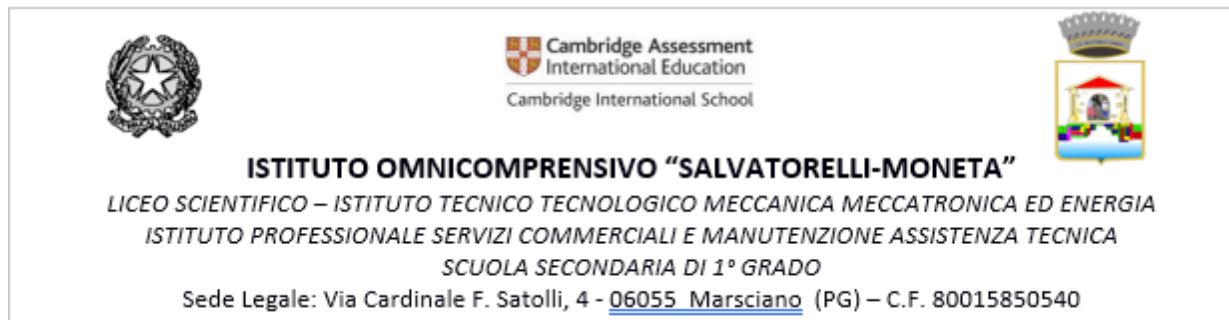 Cambridge Assessment
International Education
Cambridge International School
ISTITUTO OMNICOMPRENSIVO “SALVATORELLI-MONETA”
LICEO SCIENTIFICO – ISTITUTO TECNICO TECNOLOGICO MECCANICA MECCATRONICA ED ENERGIA
ISTITUTO PROFESSIONALE SERVIZI COMMERCIALI E MANUTENZIONE ASSISTENZA TECNICA
SCUOLA SECONDARIA DI 1° GRADO
Sede Legale: Via Cardinale F. Satolli, 4 - 06055 Marsciano (PG) – C.F. 80015850540